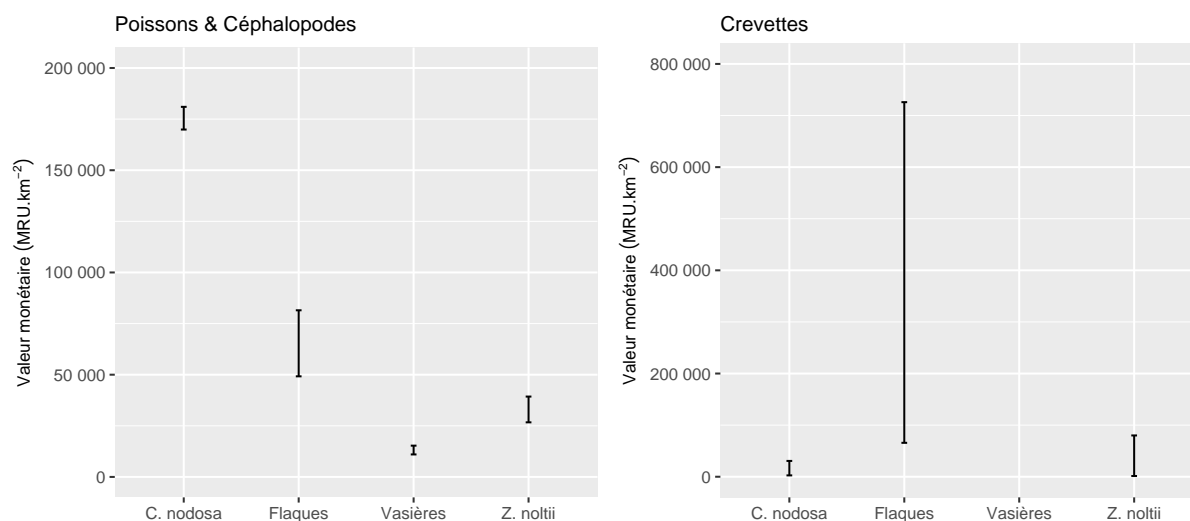 Poissons & Céphalopodes
Valeur monétaire (MRU.km⁻²)
200 000
150 000
100 000
50 000
0
C. nodosa Flaques Vasières Z. noltii
Crevettes
Valeur monétaire (MRU.km⁻²)
800 000
600 000
400 000
200 000
0
C. nodosa Flaques Vasières Z. noltii